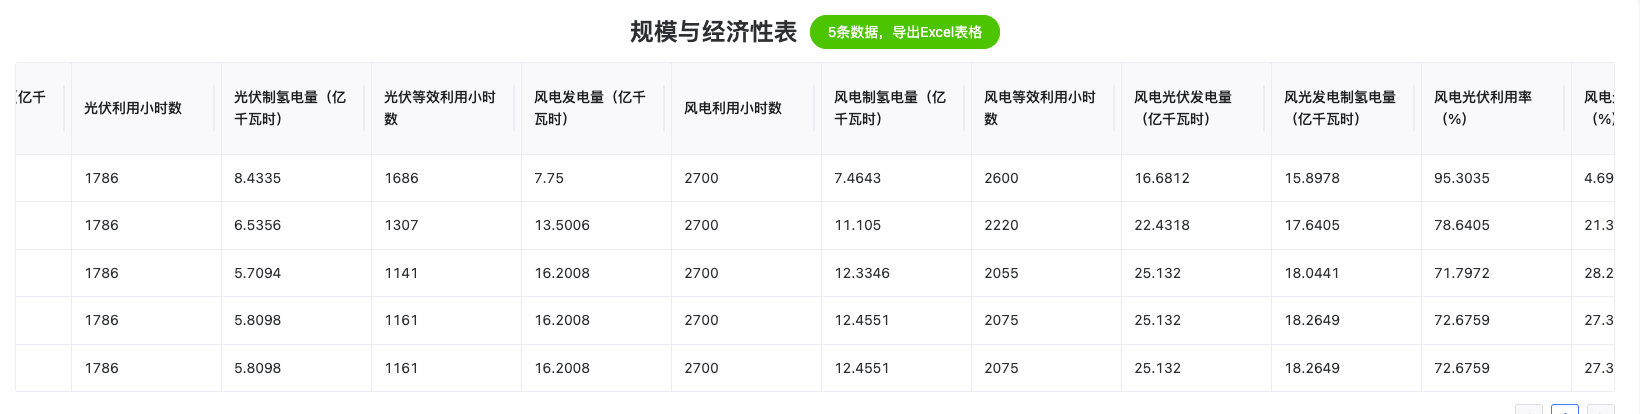 规模与经济性表 5条数据，导出Excel表格
亿千 光伏利用小时数 光伏制氢电量（亿千瓦时） 光伏等效利用小时数 风电发电量（亿千瓦时） 风电利用小时数 风电制氢电量（亿千瓦时） 风电等效利用小时数 风电光伏发电量（亿千瓦时） 风光发电制氢电量（亿千瓦时） 风电光伏利用率（%） 风电 （%）
1786 8.4335 1686 7.75 2700 7.4643 2600 16.6812 15.8978 95.3035 4.69
1786 6.5356 1307 13.5006 2700 11.105 2220 22.4318 17.6405 78.6405 21.3
1786 5.7094 1141 16.2008 2700 12.3346 2055 25.132 18.0441 71.7972 28.2
1786 5.8098 1161 16.2008 2700 12.4551 2075 25.132 18.2649 72.6759 27.3
1786 5.8098 1161 16.2008 2700 12.4551 2075 25.132 18.2649 72.6759 27.3